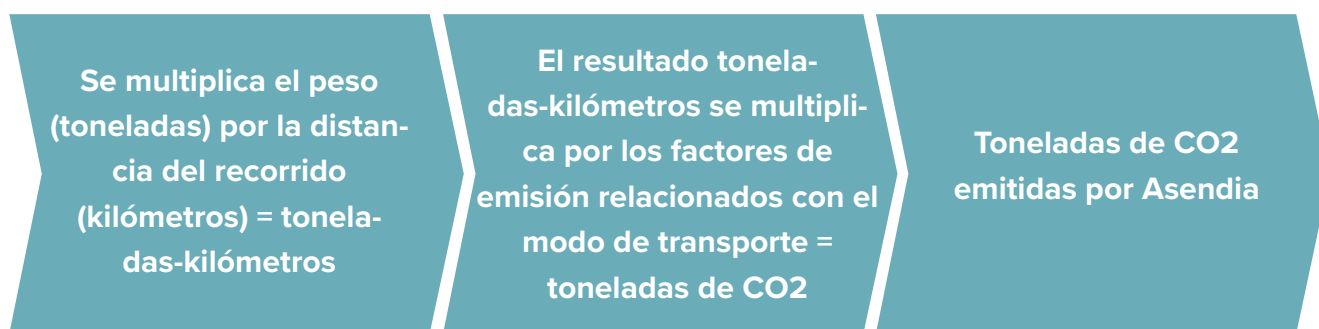 Se multiplica el peso
(toneladas) por la distan-
cia del recorrido
(kilómetros) = tonela-
das-kilómetros
El resultado tonela-
das-kilómetros se multipli-
ca por los factores de
emisión relacionados con el
modo de transporte =
toneladas de CO2
Toneladas de CO2
emitidas por Asendia